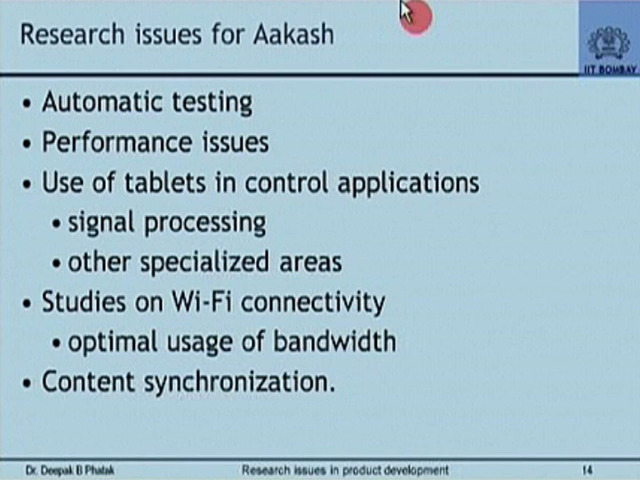 Research issues for Aakash
IIT BOMBAY
• Automatic testing
• Performance issues
• Use of tablets in control applications
• signal processing
• other specialized areas
• Studies on Wi-Fi connectivity
• optimal usage of bandwidth
• Content synchronization.
Dr. Deepak B Phatak
Research issues in product development
14